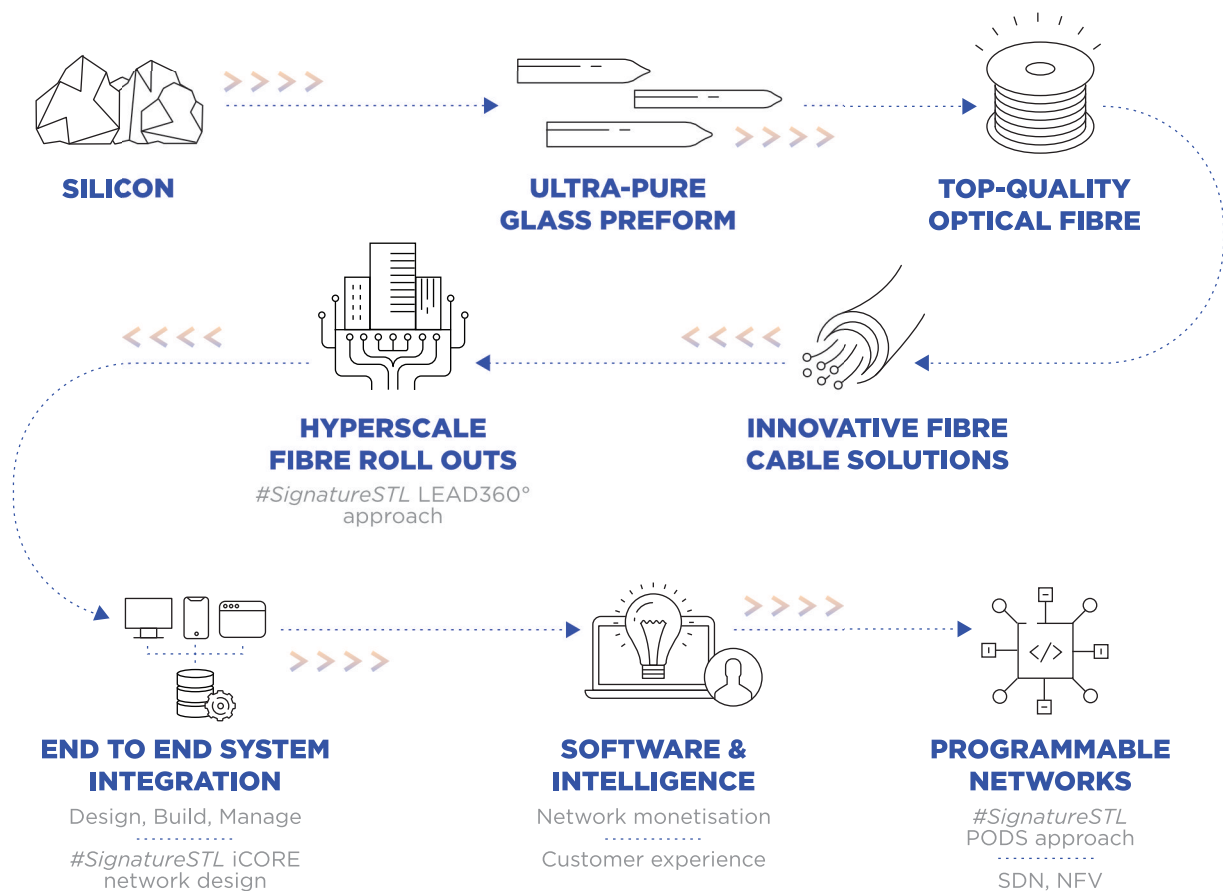 SILICON
ULTRA-PURE
GLASS PREFORM
TOP-QUALITY
OPTICAL FIBRE
HYPERSCALE
FIBRE ROLL OUTS
#SignatureSTL LEAD360°
approach
INNOVATIVE FIBRE
CABLE SOLUTIONS
END TO END SYSTEM
INTEGRATION
Design, Build, Manage
#SignatureSTL iCORE
network design
SOFTWARE &
INTELLIGENCE
Network monetisation
Customer experience
</>
PROGRAMMABLE
NETWORKS
#SignatureSTL
PODS approach
SDN, NFV